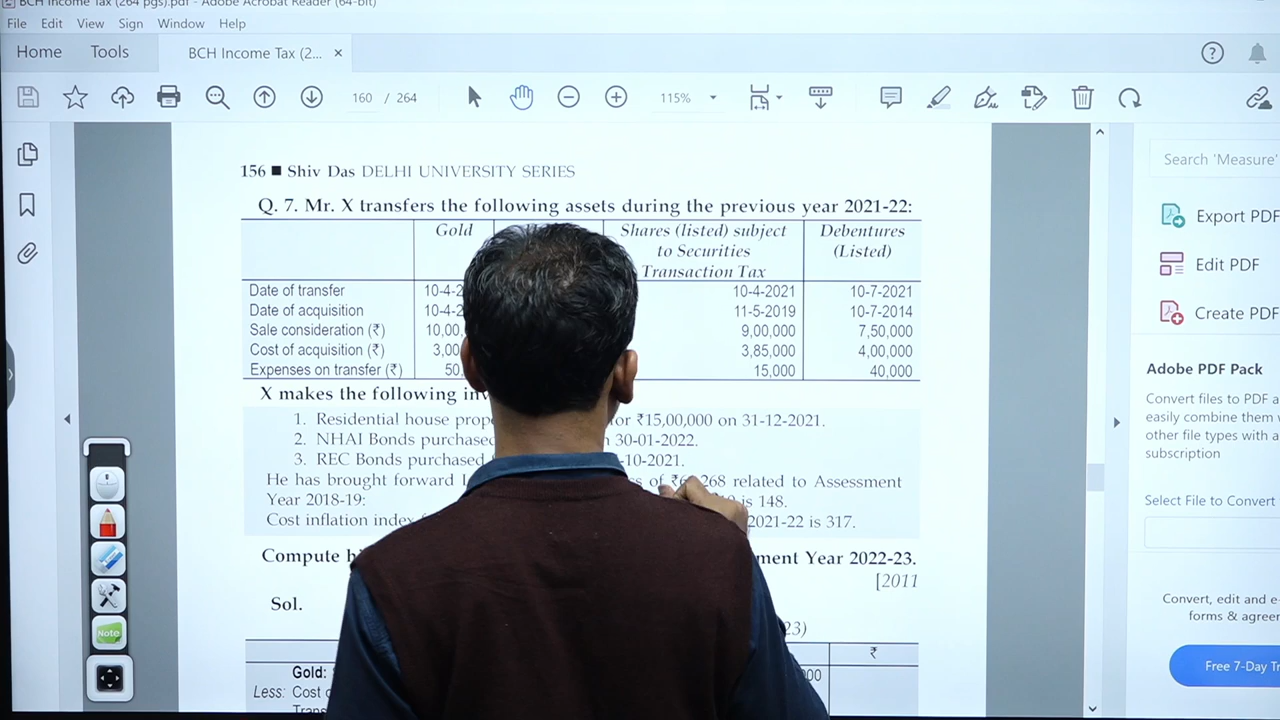 BCH Income Tax (264 pgs).pdf - Adobe Acrobat Reader (64-bit)
File Edit View Sign Window Help
Home Tools BCH Income Tax (2... ×
160 / 264 115%
156 ■ Shiv Das DELHI UNIVERSITY SERIES
Search 'Measure'
Q. 7. Mr. X transfers the following assets during the previous year 2021-22:
Export PDF
Gold Shares (listed) subject Debentures
to Securities (Listed)
Transaction Tax
Edit PDF
Date of transfer 10-4-2 10-4-2021 10-7-2021
Date of acquisition 10-4-2 11-5-2019 10-7-2014
Create PDF
Sale consideration (₹) 10,00, 9,00,000 7,50,000
Cost of acquisition (₹) 3,00 3,85,000 4,00,000
Expenses on transfer (₹) 50 15,000 40,000
Adobe PDF Pack
X makes the following inv
Convert files to PDF a
easily combine them
other file types with a
subscription
1. Residential house prope or ₹15,00,000 on 31-12-2021.
2. NHAI Bonds purchased 30-01-2022.
3. REC Bonds purchased -10-2021.
He has brought forward of 268 related to Assessment
Year 2018-19: is 148.
Select File to Convert
Cost inflation index 2021-22 is 317.
Compute ment Year 2022-23.
[2011
Sol.
23)
₹
Convert, edit and e-
forms & agreer
Gold: 00
Less: Cost
Trans
Free 7-Day Tr
Note